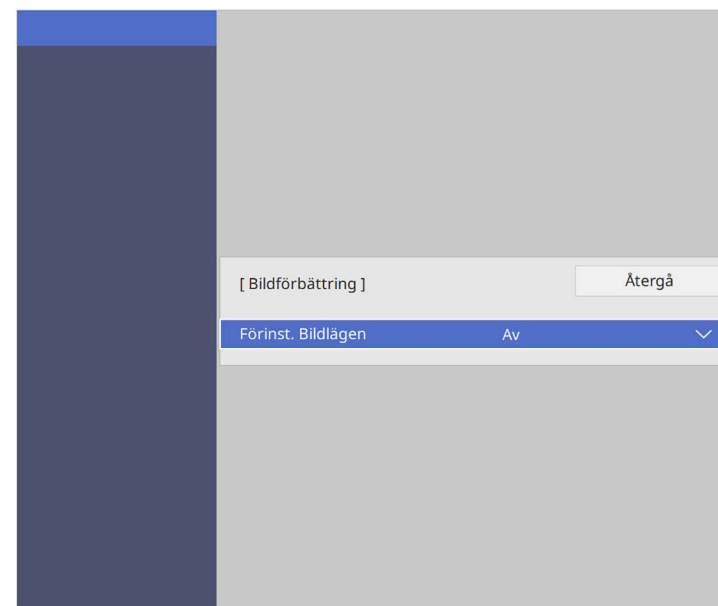 [ Bildförbättring ]
Återgå
Förinst. Bildlägen Av